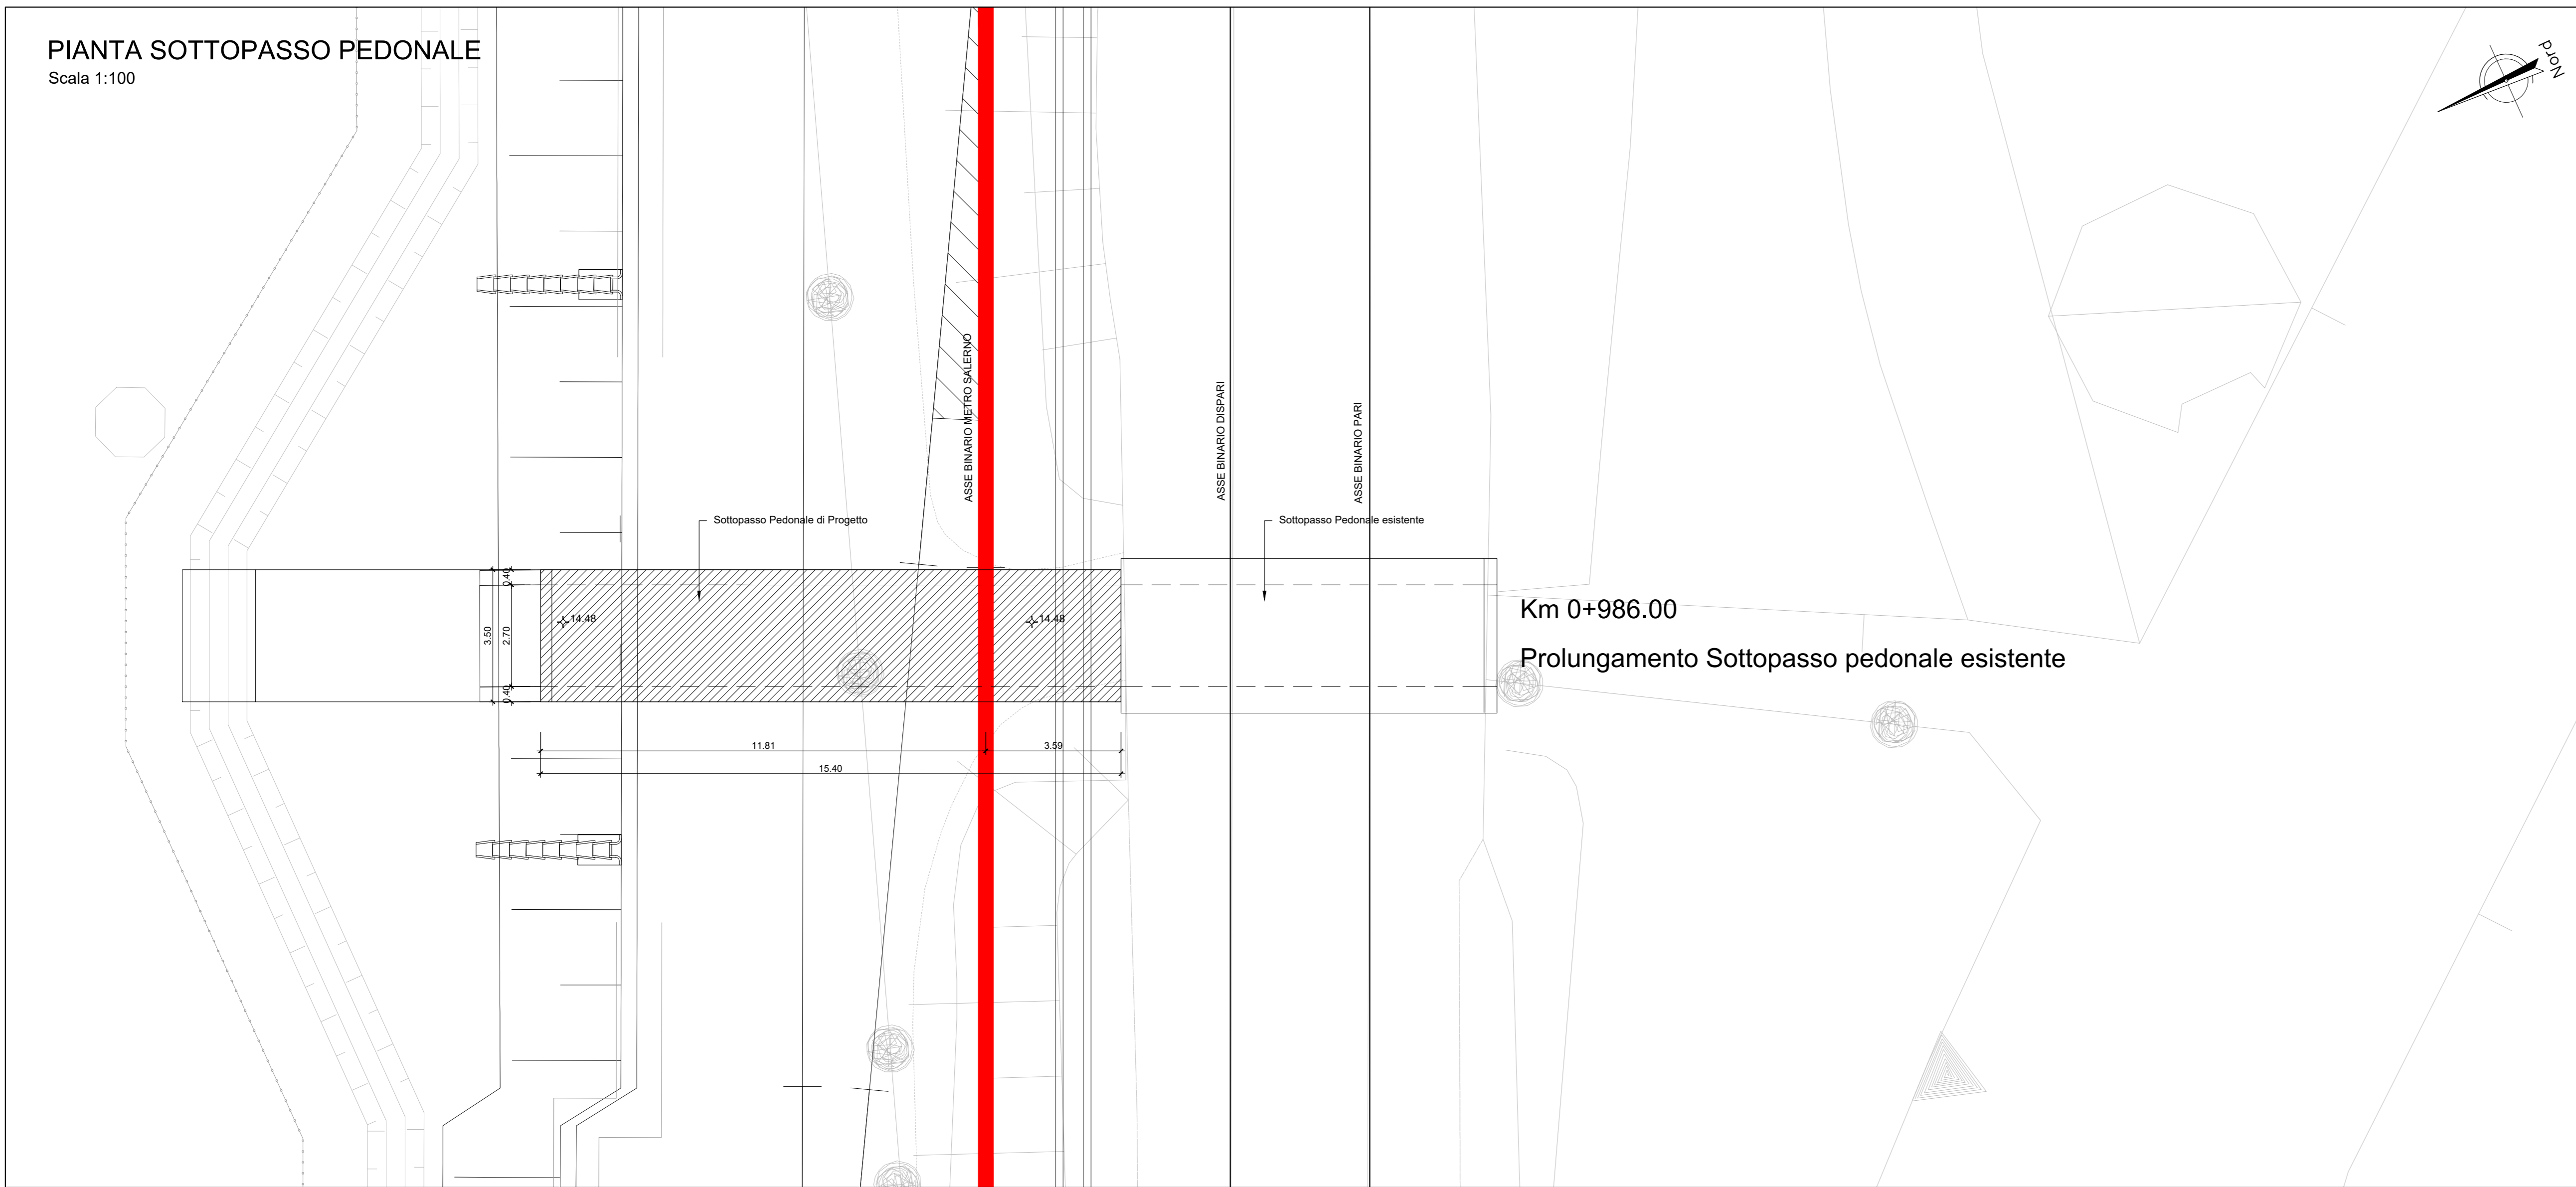 PIANTA SOTTOPASSO PEDONALE
Scala 1:100
Nord
ASSE BINARIO METRO SALERNO
ASSE BINARIO DISPARI
ASSE BINARIO PARI
Sottopasso Pedonale di Progetto
Sottopasso Pedonale esistente
0.40
3.50
2.70
0.40
14.48
14.48
Km 0+986.00
Prolungamento Sottopasso pedonale esistente
11.81
3.59
15.40